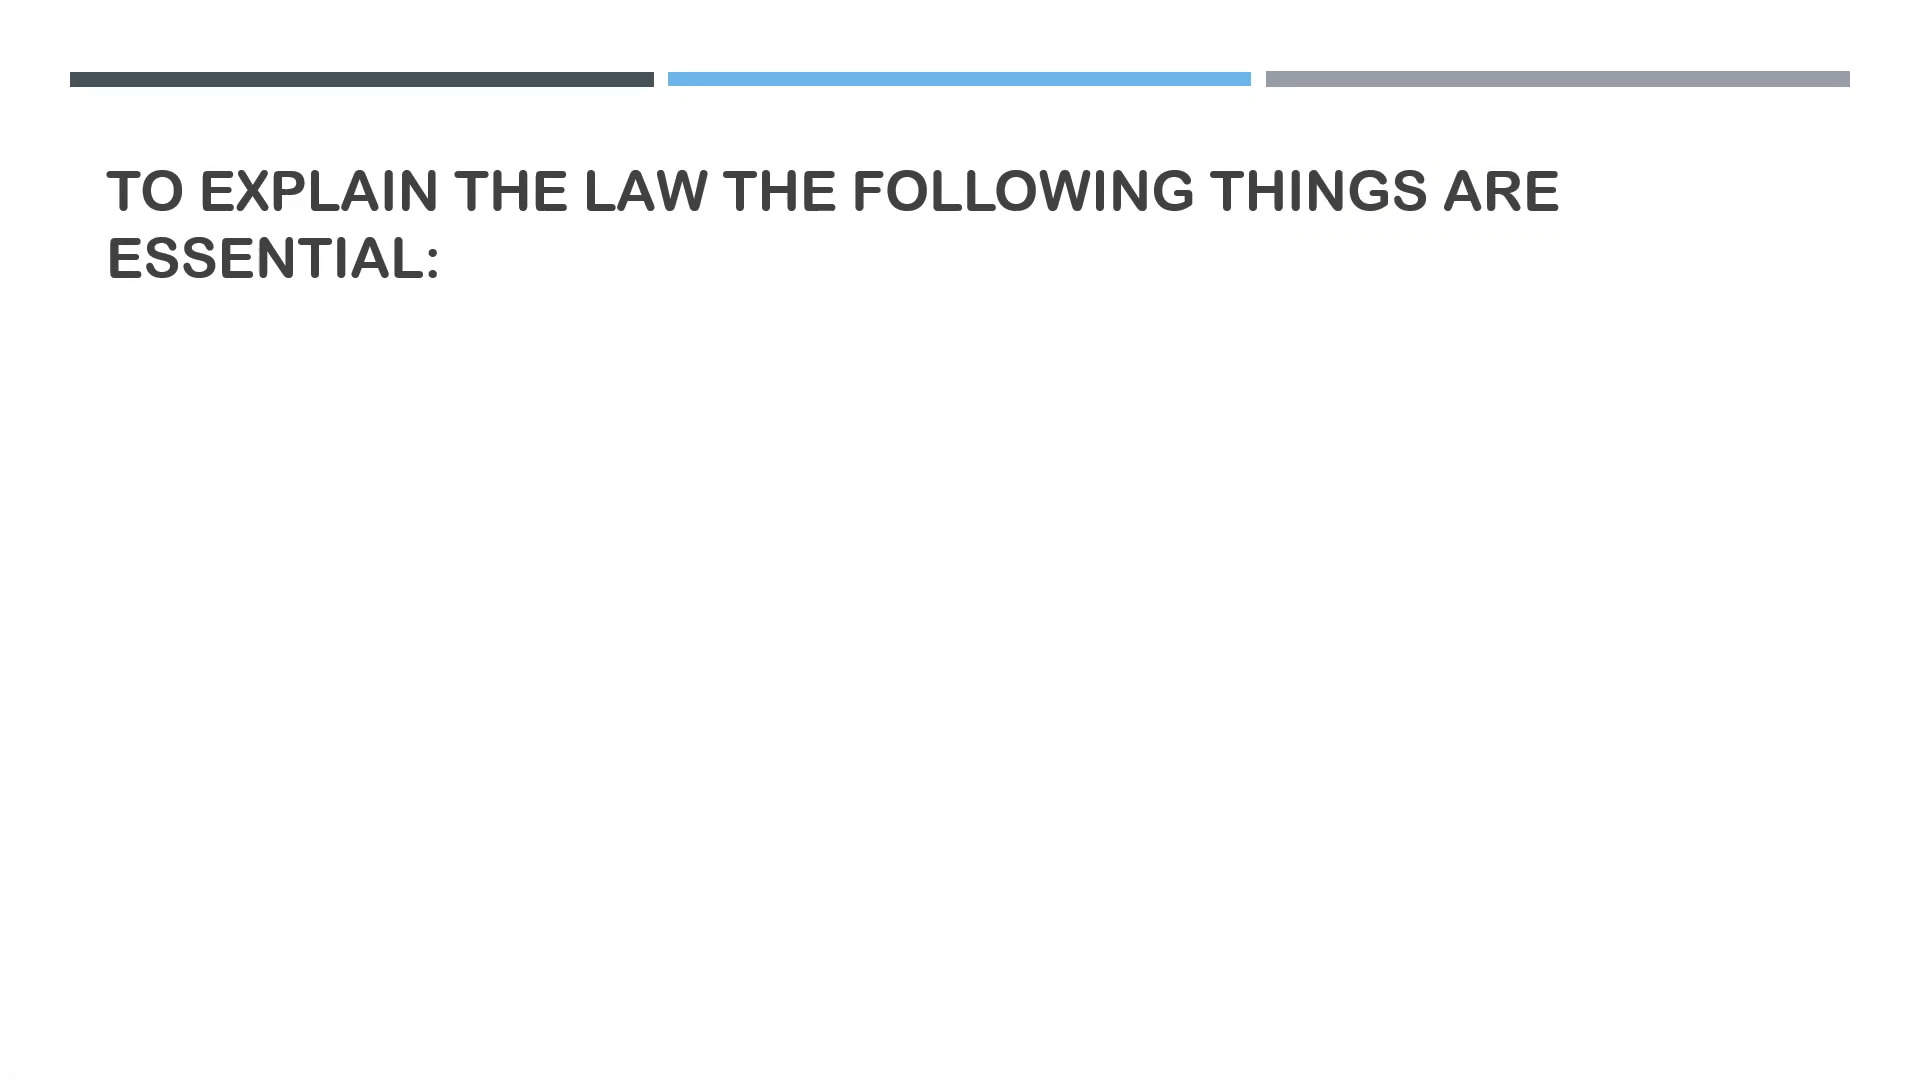 TO EXPLAIN THE LAW THE FOLLOWING THINGS ARE
ESSENTIAL: